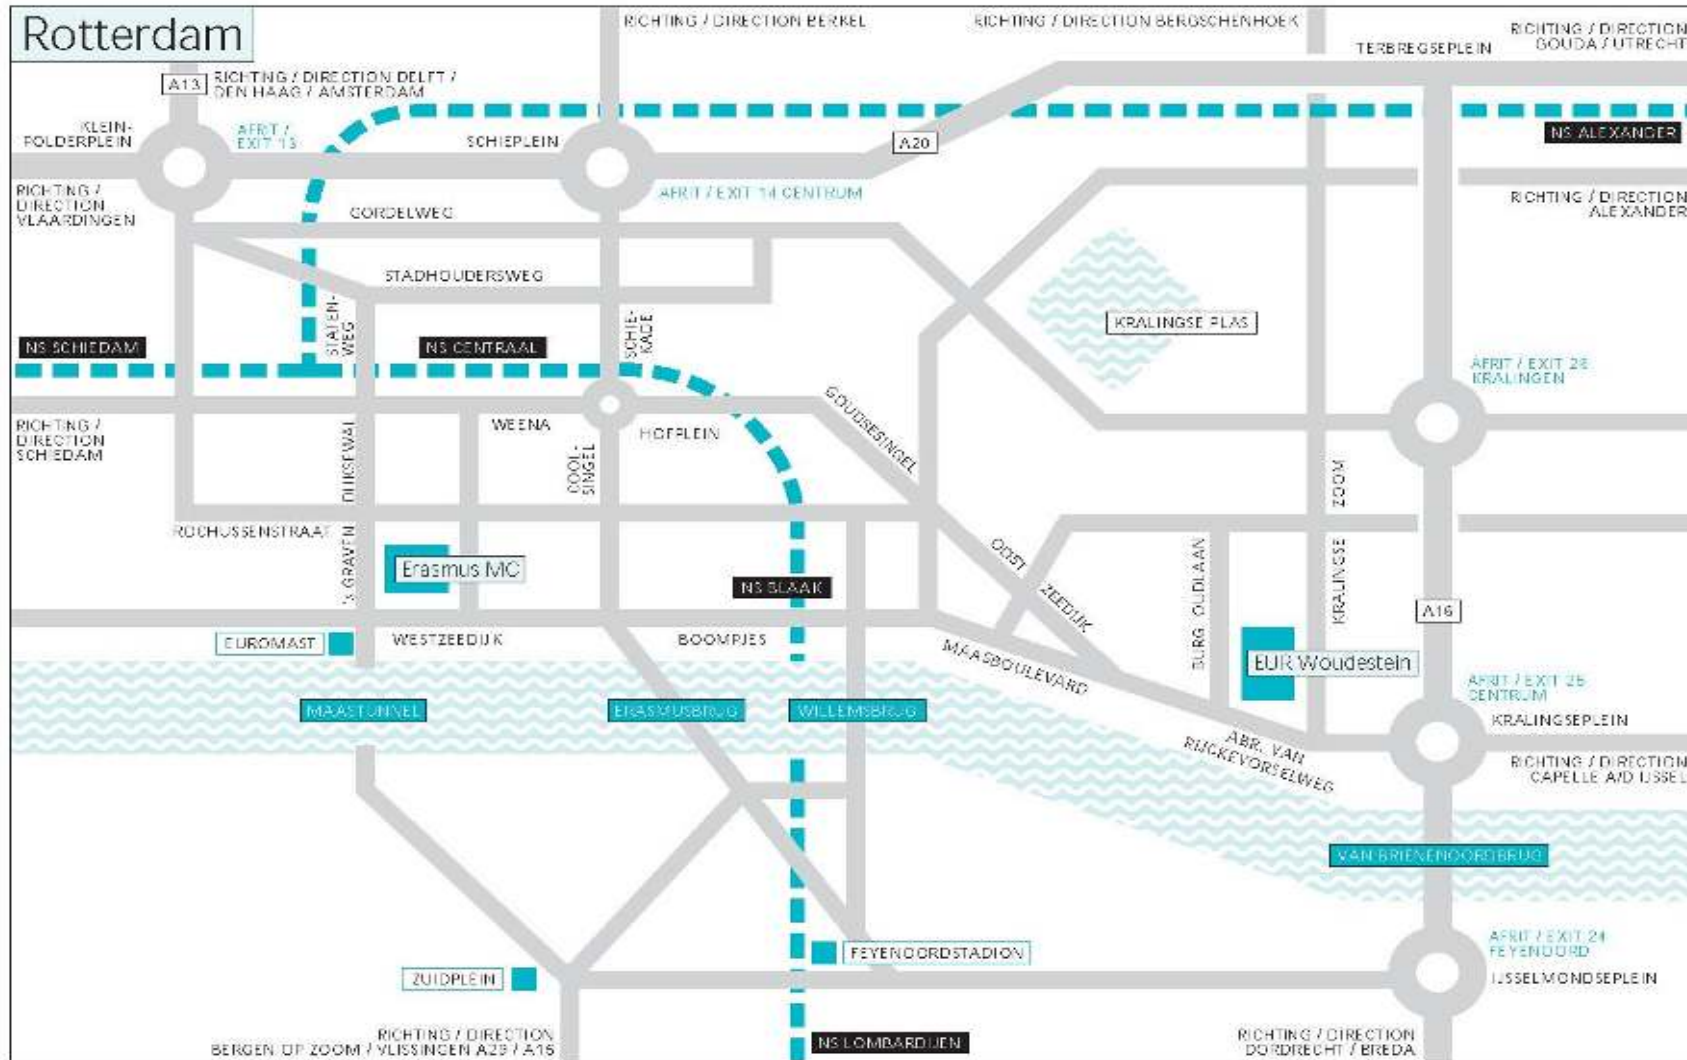 Rotterdam
RICHTING / DIRECTION BERKEL
RICHTING / DIRECTION BERGSCHENHOEK
RICHTING / DIRECTION
GOUDA / UTRECHT
TERBREGSEPLEIN
A13
RICHTING / DIRECTION DELFT /
DEN HAAG / AMSTERDAM
KLEIN-
POLDERPLEIN
AFRIT /
EXIT 13
SCHIEPLEIN
A20
NS ALEXANDER
RICHTING /
DIRECTION
VLAARDINGEN
AFRIT / EXIT 14 CENTRUM
RICHTING / DIRECTION
ALEXANDER
GORDELWEG
STADHOUDERSWEG
STATEN-
WEG
SCHIE-
KADE
KRALINGSE PLAS
NS SCHIEDAM
NS CENTRAAL
AFRIT / EXIT 26
KRALINGEN
RICHTING /
DIRECTION
SCHIEDAM
WEENA
HOFPLEIN
GOUDSESINGEL
COOL-
SINGEL
'S GRAVEN DIJKSEWAL
ROCHUSSENSTRAAT
Erasmus MC
NS BLAAK
OOST ZEEDIJK
BURG OUDLAAN
KRALINGSE ZOOM
A16
EUROMAST
WESTZEEDIJK
BOOMPJES
MAASBOULEVARD
EUR Woudestein
AFRIT / EXIT 25
CENTRUM
KRALINGSEPLEIN
MAASTUNNEL
ERASMUSBRUG
WILLEMSBRUG
ABR. VAN
RIJCKEVORSELWEG
RICHTING / DIRECTION
CAPELLE A/D IJSSEL
VAN BRIENENOORDBRUG
AFRIT / EXIT 24
FEYENOORD
IJSSELMONDSEPLEIN
FEYENOORDSTADION
ZUIDPLEIN
RICHTING / DIRECTION
BERGEN OP ZOOM / VLISSINGEN A29 / A15
NS LOMBARDIJEN
RICHTING / DIRECTION
DORDRECHT / BREDA